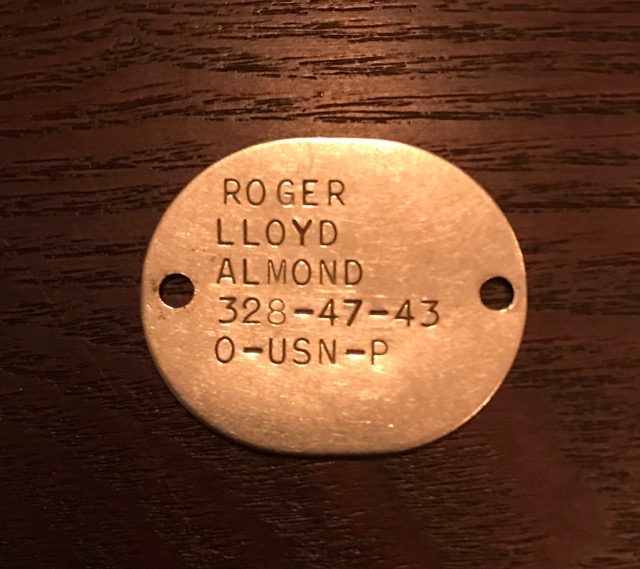 ROGER
LLOYD
ALMOND
328-47-43
O-USN-P